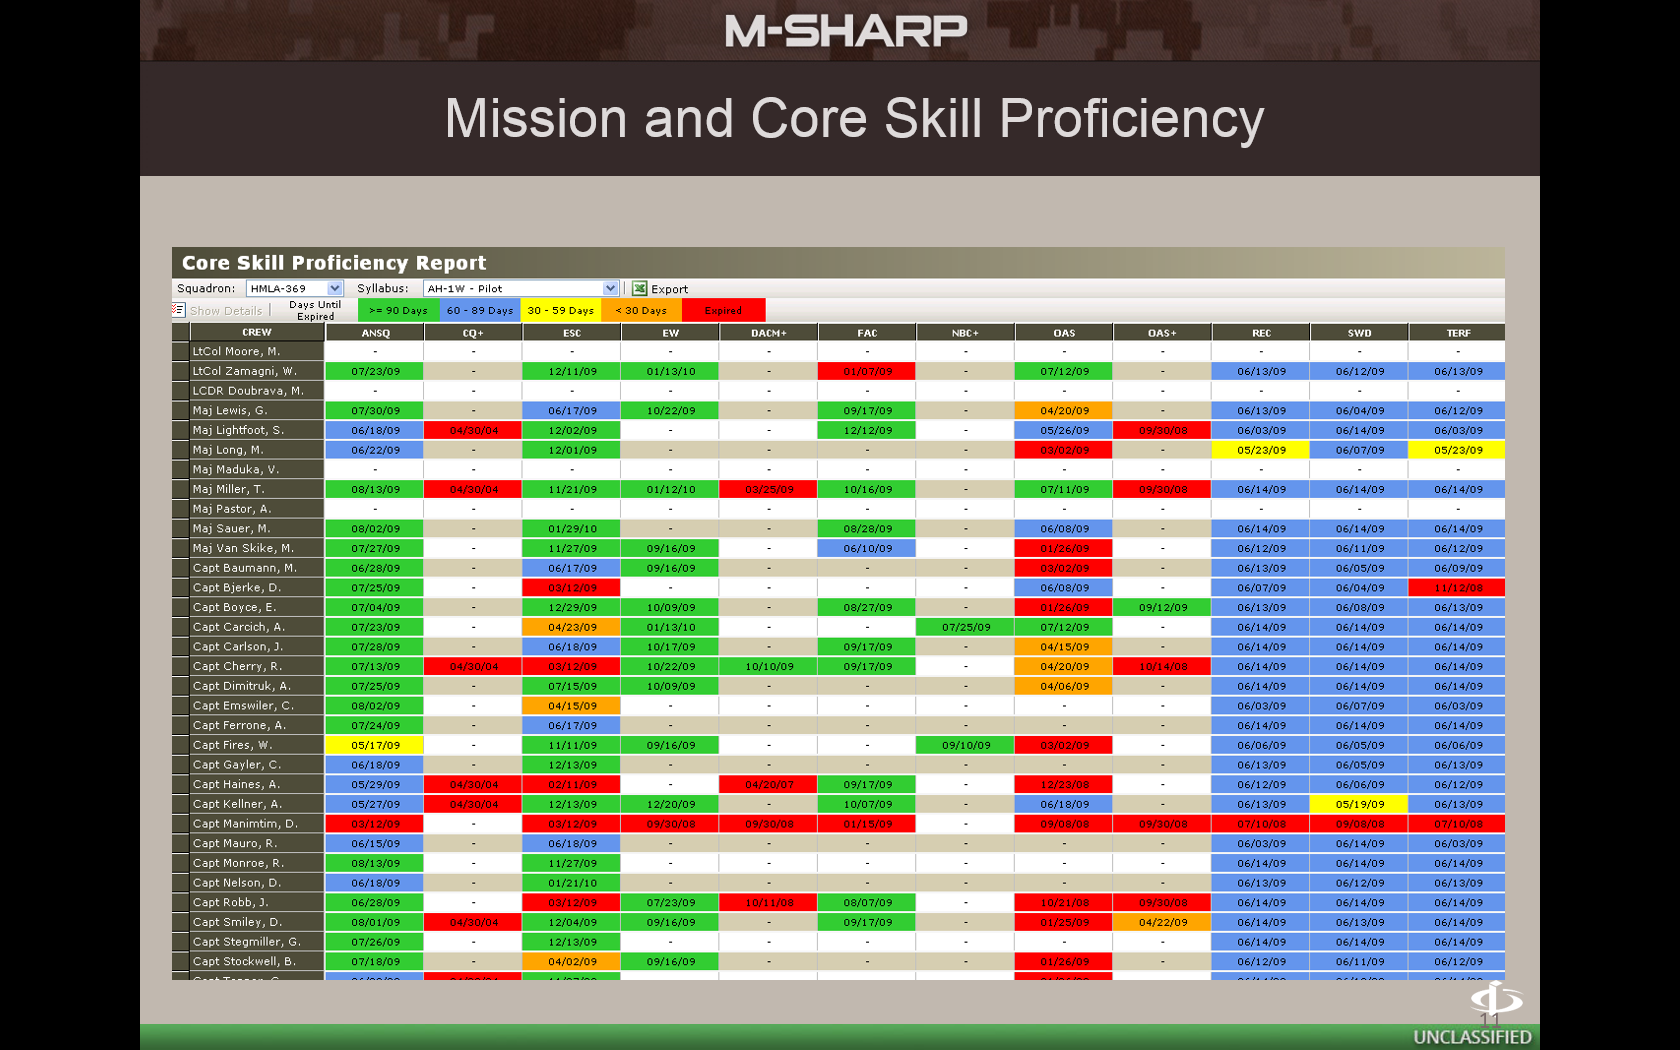 M-SHARP
Mission and Core Skill Proficiency
Core Skill Proficiency Report
Squadron: HMLA-369 Syllabus: AH-1W - Pilot Export
Show Details Days Until Expired >= 90 Days 60 - 89 Days 30 - 59 Days < 30 Days Expired
CREW ANSQ CQ+ ESC EW DACM+ FAC NBC+ OAS OAS+ REC SWD TERF
LtCol Moore, M. - - - - - - - - - - - -
LtCol Zamagni, W. 07/23/09 - 12/11/09 01/13/10 - 01/07/09 - 07/12/09 - 06/13/09 06/12/09 06/13/09
LCDR Doubrava, M. - - - - - - - - - - - -
Maj Lewis, G. 07/30/09 - 06/17/09 10/22/09 - 09/17/09 - 04/20/09 - 06/13/09 06/04/09 06/12/09
Maj Lightfoot, S. 06/18/09 04/30/04 12/02/09 - - 12/12/09 - 05/26/09 09/30/08 06/03/09 06/14/09 06/03/09
Maj Long, M. 06/22/09 - 12/01/09 - - - - 03/02/09 - 05/23/09 06/07/09 05/23/09
Maj Maduka, V. - - - - - - - - - - - -
Maj Miller, T. 08/13/09 04/30/04 11/21/09 01/12/10 03/25/09 10/16/09 - 07/11/09 09/30/08 06/14/09 06/14/09 06/14/09
Maj Pastor, A. - - - - - - - - - - - -
Maj Sauer, M. 08/02/09 - 01/29/10 - - 08/28/09 - 06/08/09 - 06/14/09 06/14/09 06/14/09
Maj Van Skike, M. 07/27/09 - 11/27/09 09/16/09 - 06/10/09 - 01/26/09 - 06/12/09 06/11/09 06/12/09
Capt Baumann, M. 06/28/09 - 06/17/09 09/16/09 - - - 03/02/09 - 06/13/09 06/05/09 06/09/09
Capt Bjerke, D. 07/25/09 - 03/12/09 - - - - 06/08/09 - 06/07/09 06/04/09 11/12/08
Capt Boyce, E. 07/04/09 - 12/29/09 10/09/09 - 08/27/09 - 01/26/09 09/12/09 06/13/09 06/08/09 06/13/09
Capt Carcich, A. 07/23/09 - 04/23/09 01/13/10 - - 07/25/09 07/12/09 - 06/14/09 06/14/09 06/14/09
Capt Carlson, J. 07/28/09 - 06/18/09 10/17/09 - 09/17/09 - 04/15/09 - 06/14/09 06/14/09 06/14/09
Capt Cherry, R. 07/13/09 04/30/04 03/12/09 10/22/09 10/10/09 09/17/09 - 04/20/09 10/14/08 06/14/09 06/14/09 06/14/09
Capt Dimitruk, A. 07/25/09 - 07/15/09 10/09/09 - - - 04/06/09 - 06/14/09 06/14/09 06/14/09
Capt Emswiler, C. 08/02/09 - 04/15/09 - - - - - - 06/03/09 06/07/09 06/03/09
Capt Ferrone, A. 07/24/09 - 06/17/09 - - - - - - 06/14/09 06/14/09 06/14/09
Capt Fires, W. 05/17/09 - 11/11/09 09/16/09 - - 09/10/09 03/02/09 - 06/06/09 06/05/09 06/06/09
Capt Gayler, C. 06/18/09 - 12/13/09 - - - - - - 06/13/09 06/05/09 06/13/09
Capt Haines, A. 05/29/09 04/30/04 02/11/09 - 04/20/07 09/17/09 - 12/23/08 - 06/12/09 06/06/09 06/12/09
Capt Kellner, A. 05/27/09 04/30/04 12/13/09 12/20/09 - 10/07/09 - 06/18/09 - 06/13/09 05/19/09 06/13/09
Capt Manimtim, D. 03/12/09 - 03/12/09 09/30/08 09/30/08 01/15/09 - 09/08/08 09/30/08 07/10/08 09/08/08 07/10/08
Capt Mauro, R. 06/15/09 - 06/18/09 - - - - - - 06/03/09 06/14/09 06/03/09
Capt Monroe, R. 08/13/09 - 11/27/09 - - - - - - 06/14/09 06/14/09 06/14/09
Capt Nelson, D. 06/18/09 - 01/21/10 - - - - - - 06/13/09 06/12/09 06/13/09
Capt Robb, J. 06/28/09 - 03/12/09 07/23/09 10/11/08 08/07/09 - 10/21/08 09/30/08 06/14/09 06/14/09 06/14/09
Capt Smiley, D. 08/01/09 04/30/04 12/04/09 09/16/09 - 09/17/09 - 01/25/09 04/22/09 06/14/09 06/13/09 06/14/09
Capt Stegmiller, G. 07/26/09 - 12/13/09 - - - - - - 06/14/09 06/14/09 06/14/09
Capt Stockwell, B. 07/18/09 - 04/02/09 09/16/09 - - - 01/26/09 - 06/12/09 06/11/09 06/12/09
11
UNCLASSIFIED